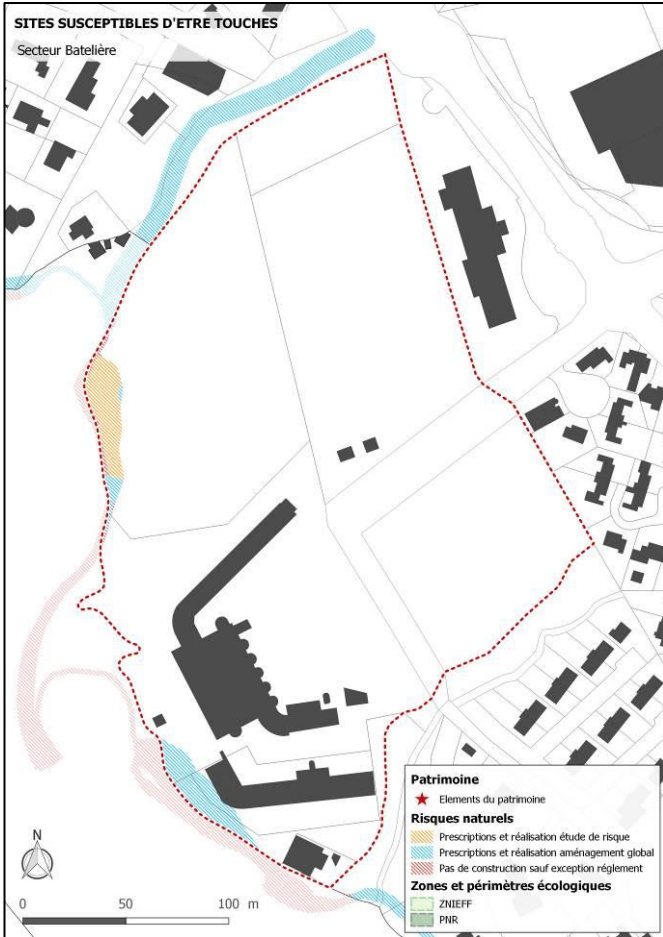 SITES SUSCEPTIBLES D'ETRE TOUCHES
Secteur Batelière
Patrimoine
Elements du patrimoine
Risques naturels
Prescriptions et réalisation étude de risque
Prescriptions et réalisation aménagement global
Pas de construction sauf exception réglement
Zones et périmètres écologiques
ZNIEFF
PNR
N
0 50 100 m